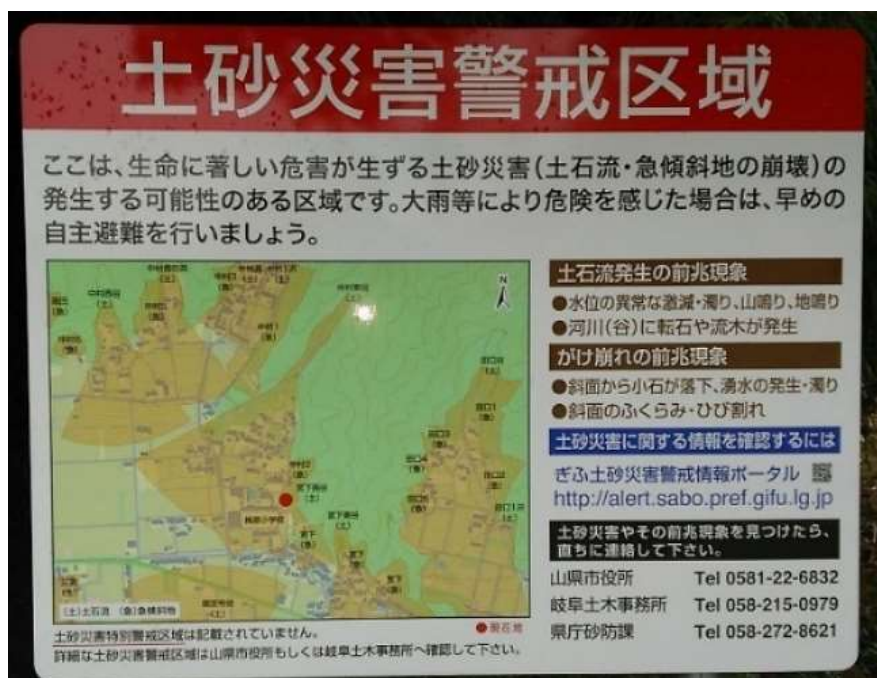 土砂災害警戒区域
ここは、生命に著しい危害が生ずる土砂災害(土石流・急傾斜地の崩壊)の
発生する可能性のある区域です。大雨等により危険を感じた場合は、早めの
自主避難を行いましょう。
N
(土)土石流 (急)急傾斜地
現在地
土砂災害特別警戒区域は記載されていません。
詳細な土砂災害警戒区域は山県市役所もしくは岐阜土木事務所へ確認して下さい。
土石流発生の前兆現象
●水位の異常な激減・濁り、山鳴り、地鳴り
●河川(谷)に転石や流木が発生
がけ崩れの前兆現象
●斜面から小石が落下、湧水の発生・濁り
●斜面のふくらみ・ひび割れ
土砂災害に関する情報を確認するには
ぎふ土砂災害警戒情報ポータル
http://alert.sabo.pref.gifu.lg.jp
土砂災害やその前兆現象を見つけたら、
直ちに連絡して下さい。
山県市役所 Tel 0581-22-6832
岐阜土木事務所 Tel 058-215-0979
県庁砂防課 Tel 058-272-8621